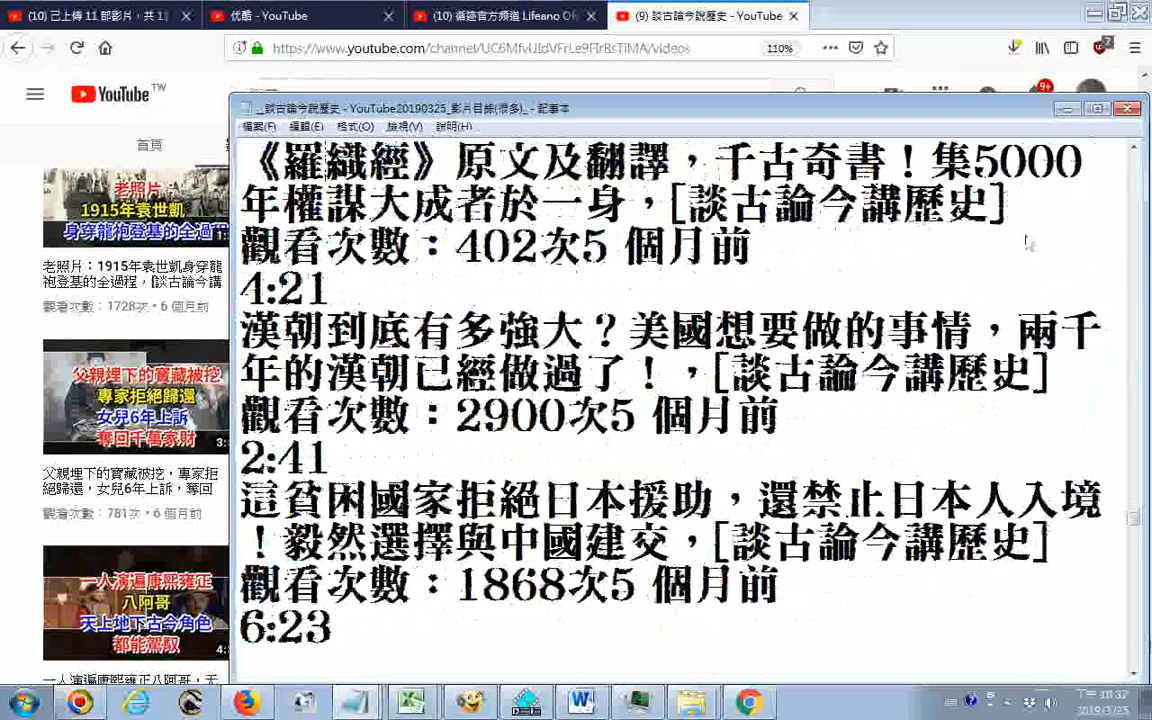 (10) 己上傳 11 部影片，共 11
优酷 - YouTube
(10) 循迹官方頻道 Lifeano Of
(9) 談古論今說歷史 - YouTube
110%
YouTube TW
9+
首頁
__談古論今說歷史 - YouTube20190325_影片目錄(很多)_ - 記事本
檔案(F) 編輯(E) 格式(O) 檢視(V) 說明(H)
《羅織經》原文及翻譯，千古奇書！集5000
年權謀大成者於一身，[談古論今講歷史]
觀看次數：402次5 個月前
4:21
漢朝到底有多強大？美國想要做的事情，兩千
年的漢朝已經做過了！，[談古論今講歷史]
觀看次數：2900次5 個月前
2:41
這貧困國家拒絕日本援助，還禁止日本人入境
！毅然選擇與中國建交，[談古論今講歷史]
觀看次數：1868次5 個月前
6:23
老照片：
1915年袁世凱
身穿龍袍登基的全過
老照片：1915年袁世凱身穿龍
袍登基的全過程，[談古論今講
觀看次數：1728次 • 6 個月前
父親埋下的寶藏被挖
專家拒絕歸還
女兒6年上訴
奪回千萬家財
父親埋下的寶藏被挖，專家拒
絕歸還，女兒6年上訴，奪回
觀看次數：781次 • 6 個月前
一人演遍康熙雍正
八阿哥
天上地下古今角色
都能駕馭
一人演遍康熙雍正八阿哥，天
2019/3/25